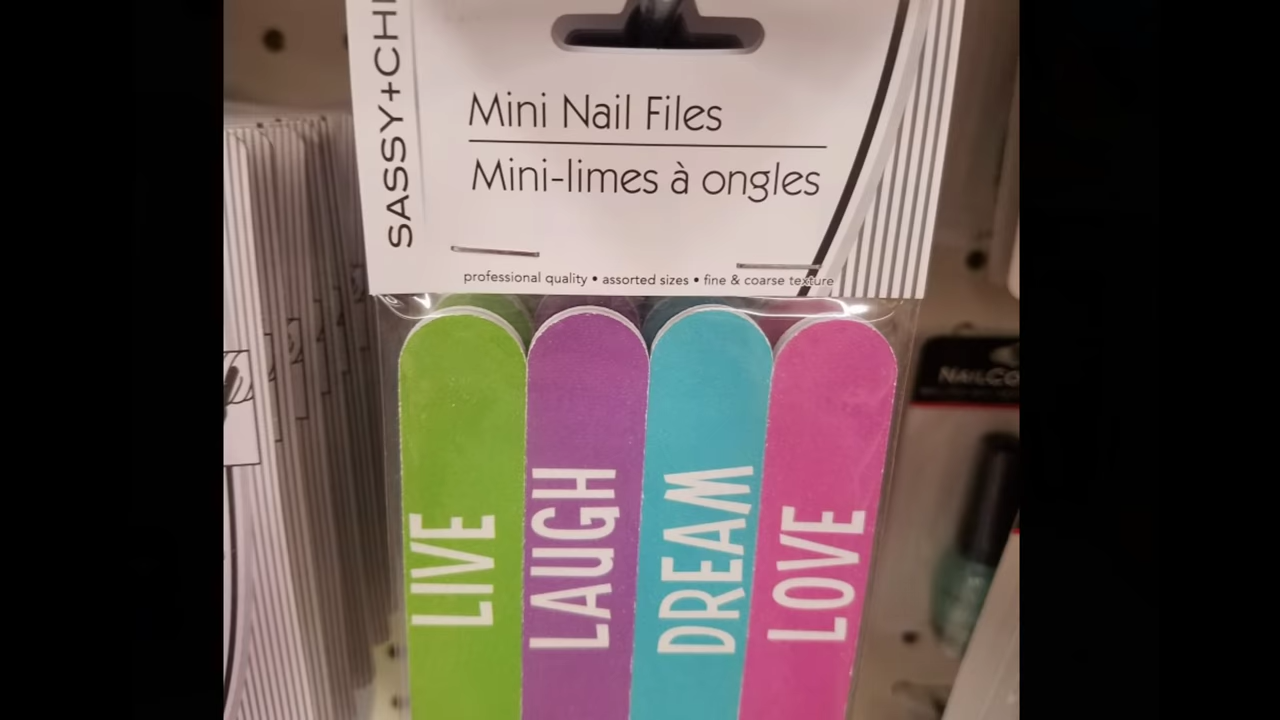 SASSY+CHI
Mini Nail Files
Mini-limes à ongles
professional quality • assorted sizes • fine & coarse texture
LIVE
LAUGH
DREAM
LOVE